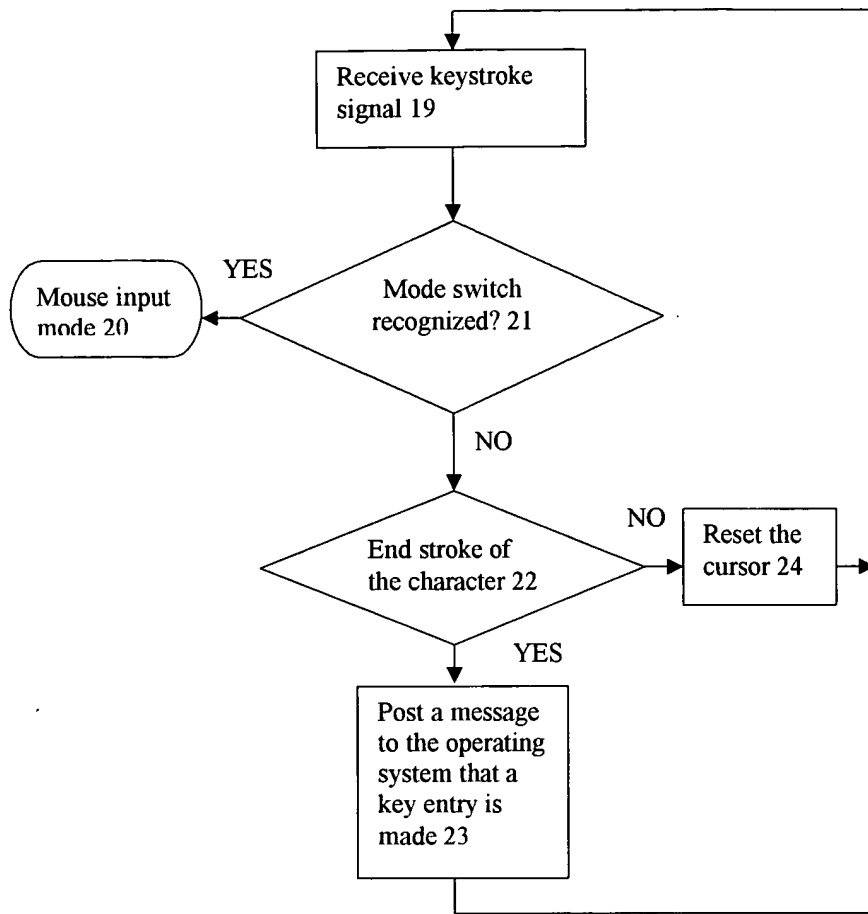 Receive keystroke
signal 19
YES
Mouse input
mode 20
Mode switch
recognized? 21
NO
End stroke of
the character 22
NO
Reset the
cursor 24
YES
Post a message
to the operating
system that a
key entry is
made 23